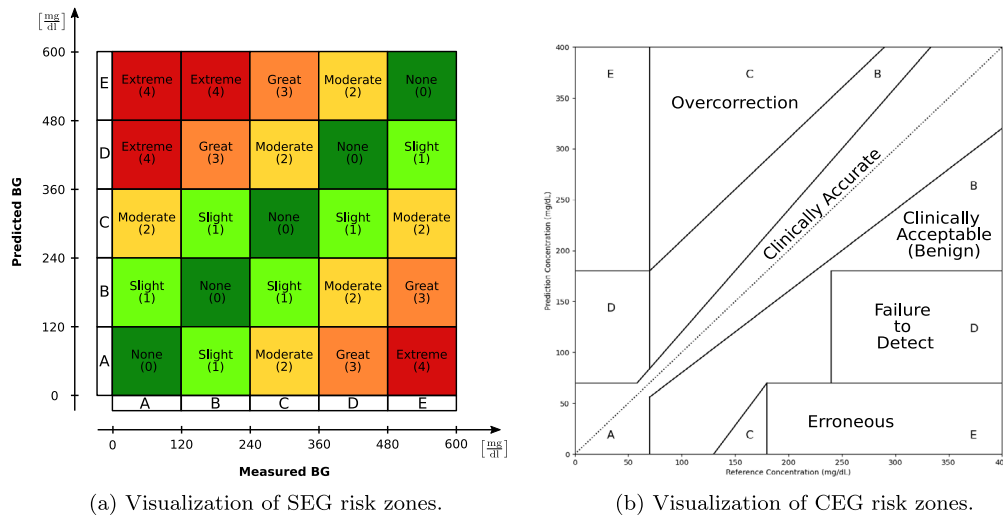 [mg/dl]
600
480
360
240
120
0
Predicted BG
E
D
C
B
A
Extreme (4)
Extreme (4)
Great (3)
Moderate (2)
None (0)
Extreme (4)
Great (3)
Moderate (2)
None (0)
Slight (1)
Moderate (2)
Slight (1)
None (0)
Slight (1)
Moderate (2)
Slight (1)
None (0)
Slight (1)
Moderate (2)
Great (3)
None (0)
Slight (1)
Moderate (2)
Great (3)
Extreme (4)
A B C D E
0 120 240 360 480 600 [mg/dl]
Measured BG
(a) Visualization of SEG risk zones.
400
350
300
250
200
150
100
50
0
Prediction Concentration (mg/dL)
E
C
B
Overcorrection
Clinically Accurate
B
Clinically
Acceptable
(Benign)
D
Failure
to
Detect
D
Erroneous
A
C
E
0 50 100 150 200 250 300 350 400
Reference Concentration (mg/dL)
(b) Visualization of CEG risk zones.